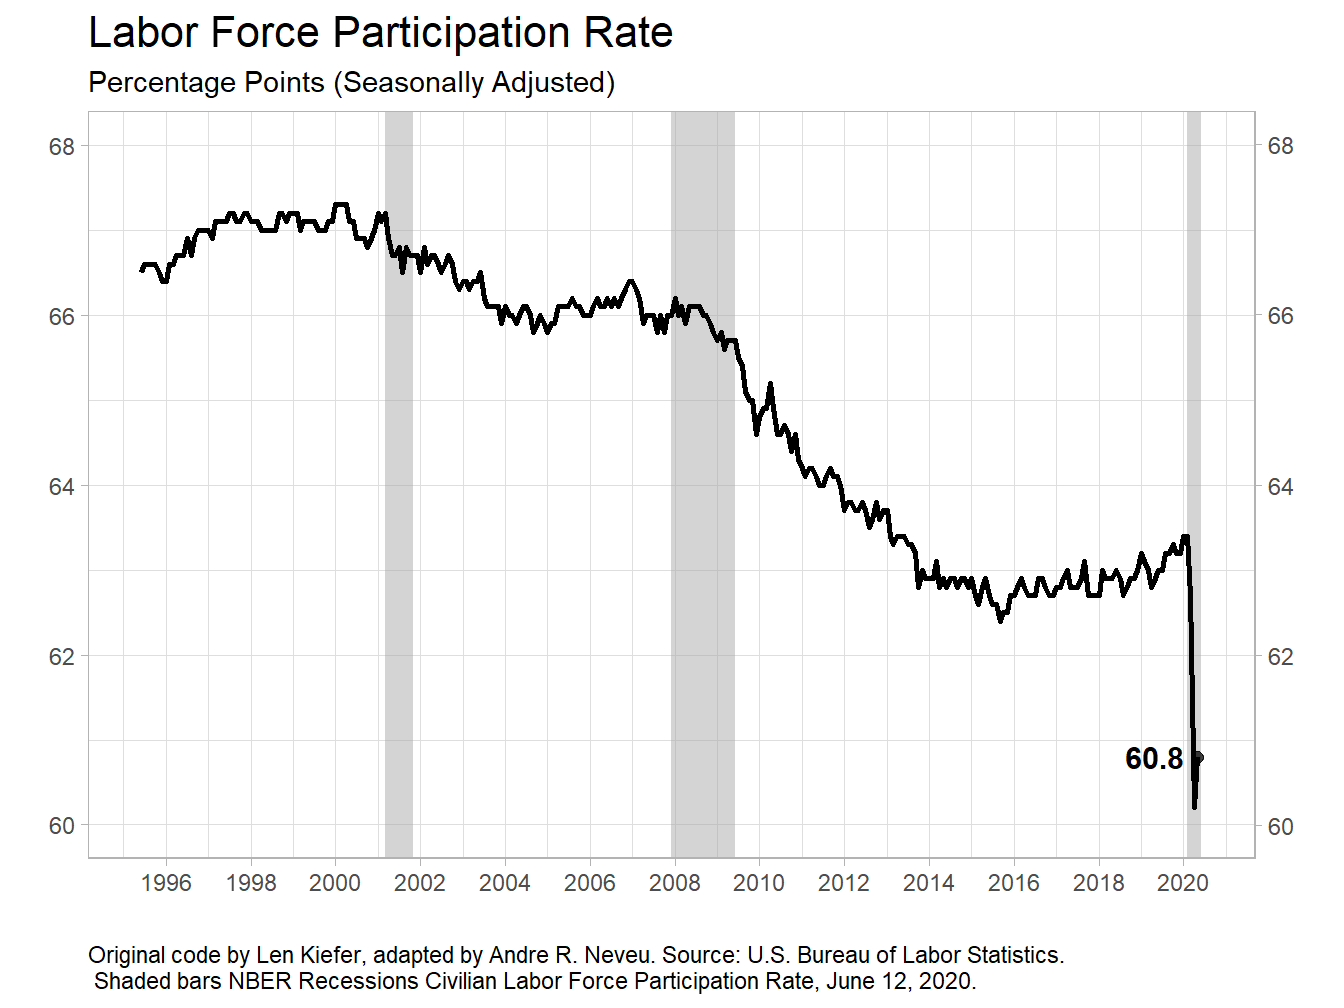 Labor Force Participation Rate
Percentage Points (Seasonally Adjusted)
68
68
66
66
64
64
62
62
60.8
60
60
1996 1998 2000 2002 2004 2006 2008 2010 2012 2014 2016 2018 2020
Original code by Len Kiefer, adapted by Andre R. Neveu. Source: U.S. Bureau of Labor Statistics.
Shaded bars NBER Recessions Civilian Labor Force Participation Rate, June 12, 2020.